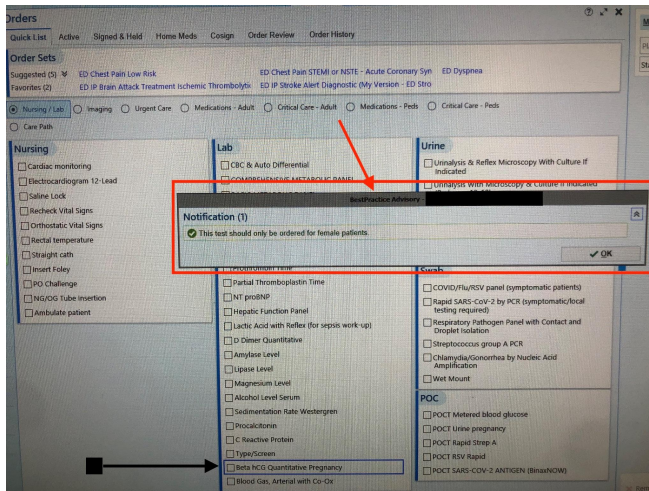 Orders
Quick List Active Signed & Held Home Meds Cosign Order Review Order History
Order Sets
Suggested (5) ED Chest Pain Low Risk ED Chest Pain STEMI or NSTE - Acute Coronary Syn ED Dyspnea
Favorites (2) ED IP Brain Attack Treatment Ischemic Thrombolytic ED IP Stroke Alert Diagnostic (My Version - ED Stro
Nursing / Lab Imaging Urgent Care Medications - Adult Critical Care - Adult Medications - Peds Critical Care - Peds
Care Path
Nursing
Cardiac monitoring
Electrocardiogram 12-Lead
Saline Lock
Recheck Vital Signs
Orthostatic Vital Signs
Rectal temperature
Straight cath
Insert Foley
PO Challenge
NG/OG Tube Insertion
Ambulate patient
Lab
CBC & Auto Differential
COMPREHENSIVE METABOLIC PANEL
BestPractice Advisory -
Notification (1)
This test should only be ordered for female patients.
OK
Partial Thromboplastin Time
NT proBNP
Hepatic Function Panel
Lactic Acid with Reflex (for sepsis work-up)
D Dimer Quantitative
Amylase Level
Lipase Level
Magnesium Level
Alcohol Level Serum
Sedimentation Rate Westergren
Procalcitonin
C Reactive Protein
Type/Screen
Beta hCG Quantitative Pregnancy
Blood Gas, Arterial with Co-Ox
Urine
Urinalysis & Reflex Microscopy With Culture If
Indicated
Urinalysis With Microscopy & Culture If Indicated
Swab
COVID/Flu/RSV panel (symptomatic patients)
Rapid SARS-CoV-2 by PCR (symptomatic/local
testing required)
Respiratory Pathogen Panel with Contact and
Droplet Isolation
Streptococcus group A PCR
Chlamydia/Gonorrhea by Nucleic Acid
Amplification
Wet Mount
POC
POCT Metered blood glucose
POCT Urine pregnancy
POCT Rapid Strep A
POCT RSV Rapid
POCT SARS-COV-2 ANTIGEN (BinaxNOW)